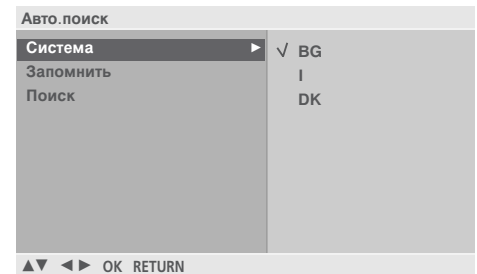 Авто.поиск
Система ► √ BG
Запомнить I
Поиск DK
▲▼ ◄► OK RETURN